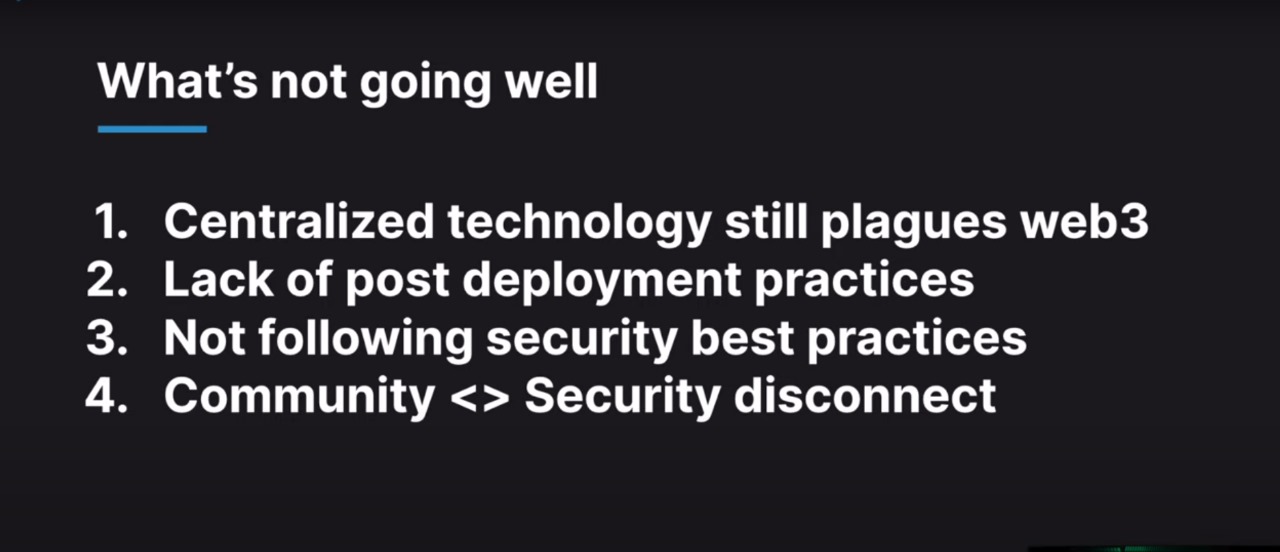 What’s not going well
1. Centralized technology still plagues web3
2. Lack of post deployment practices
3. Not following security best practices
4. Community <> Security disconnect